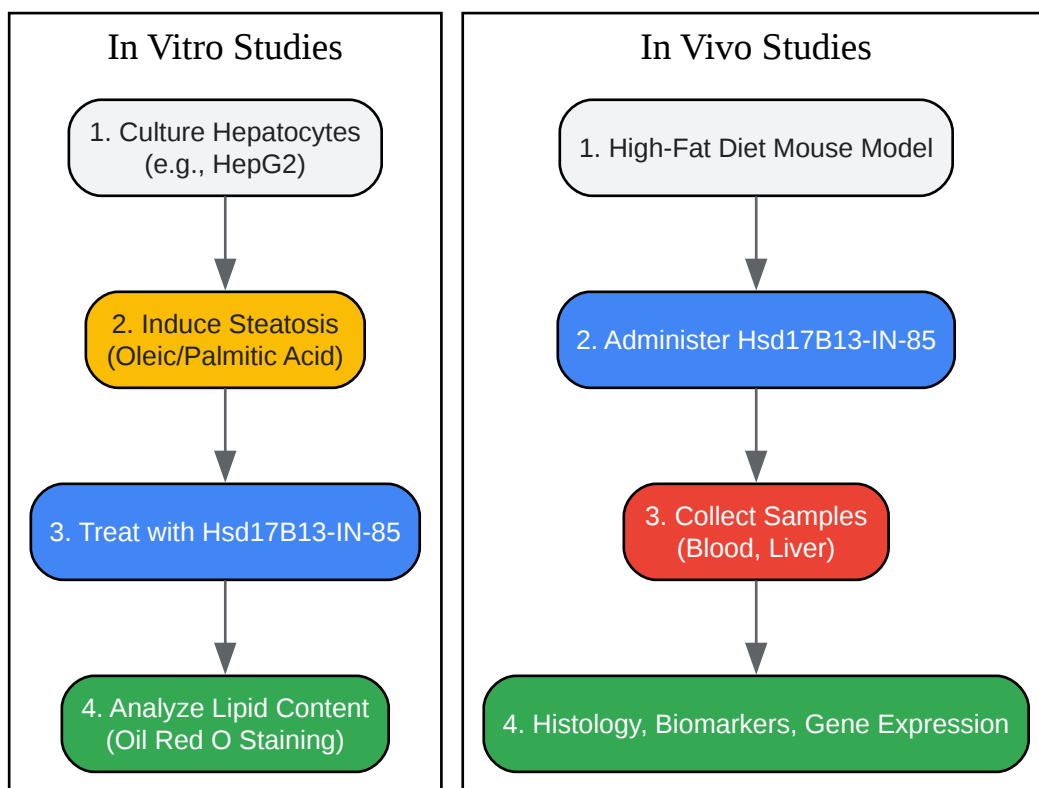 In Vitro Studies
1. Culture Hepatocytes
(e.g., HepG2)
2. Induce Steatosis
(Oleic/Palmitic Acid)
3. Treat with Hsd17B13-IN-85
4. Analyze Lipid Content
(Oil Red O Staining)
In Vivo Studies
1. High-Fat Diet Mouse Model
2. Administer Hsd17B13-IN-85
3. Collect Samples
(Blood, Liver)
4. Histology, Biomarkers, Gene Expression